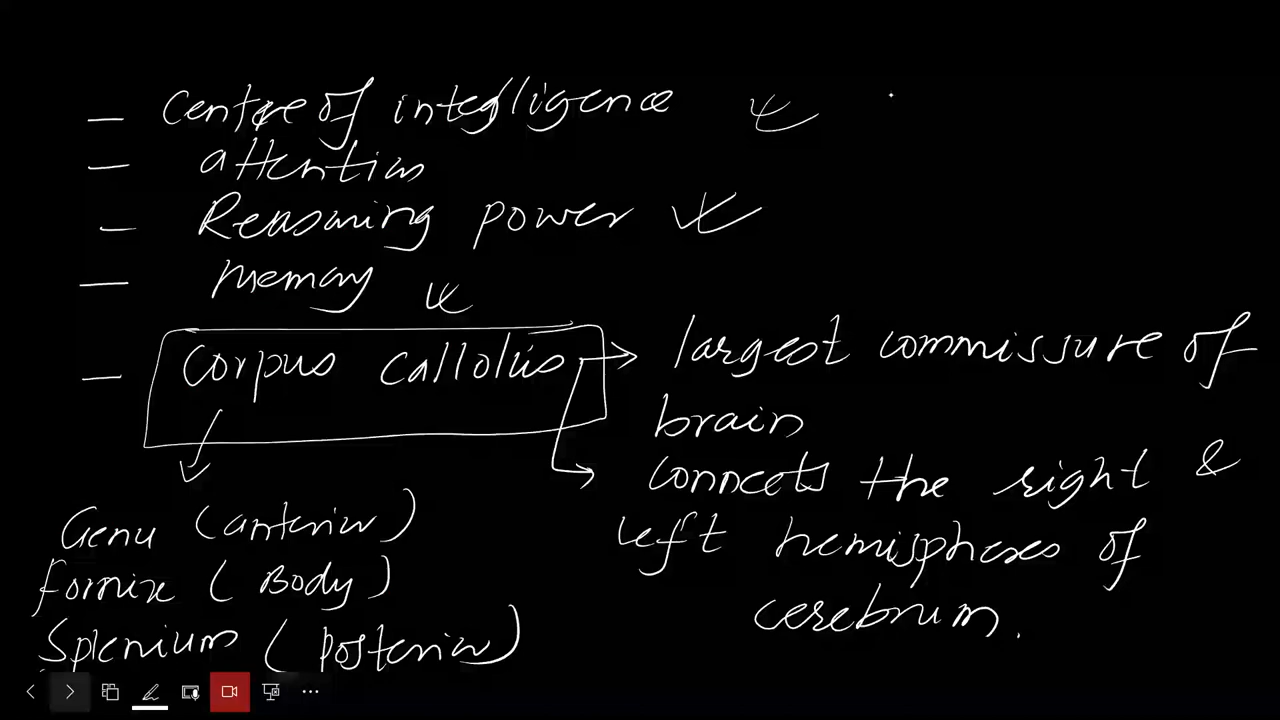 - Centre of intelligence
- attention
- Reasoning power
- memory
- Corpus callolus
largest commissure of
brain
connects the right &
left hemispheres of
cerebrum.
Genu (anterior)
Fornix (Body)
Splenium (posterior)